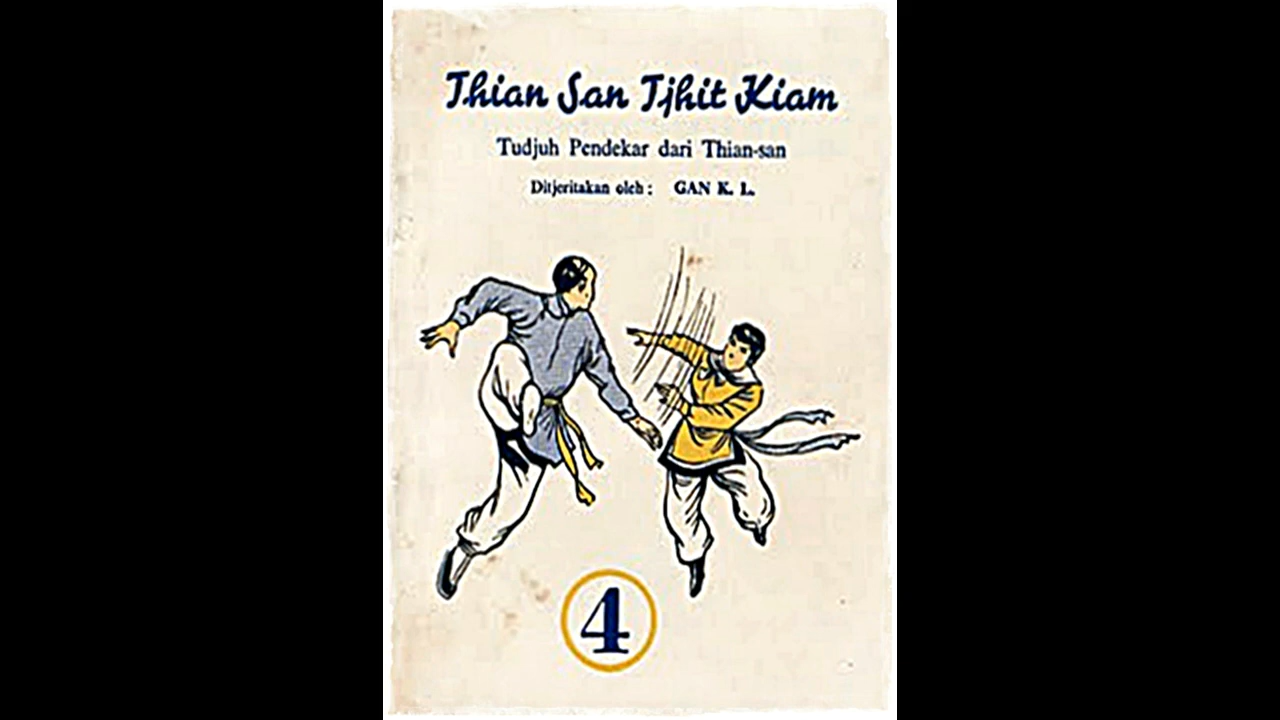 Thian San Tjhit Kiam
Tudjuh Pendekar dari Thian-san
Ditjeritakan oleh: GAN K. L.
4